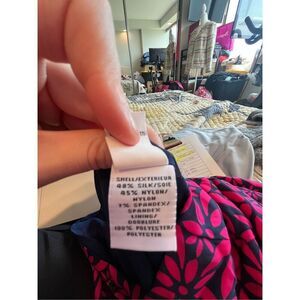 SHELL/EXTERIEUR
48% SILK/SOIE
45% NYLON/
NYLON
7% SPANDEX/
SPANDEX
LINING/
DOUBLURE
100% POLYESTER/
POLYESTER